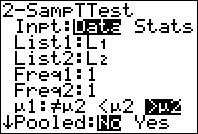 2-SampTTest
Inpt:Data Stats
List1:L₁
List2:L₂
Freq1:1
Freq2:1
μ1:≠μ2 <μ2 >μ2
↓Pooled:No Yes